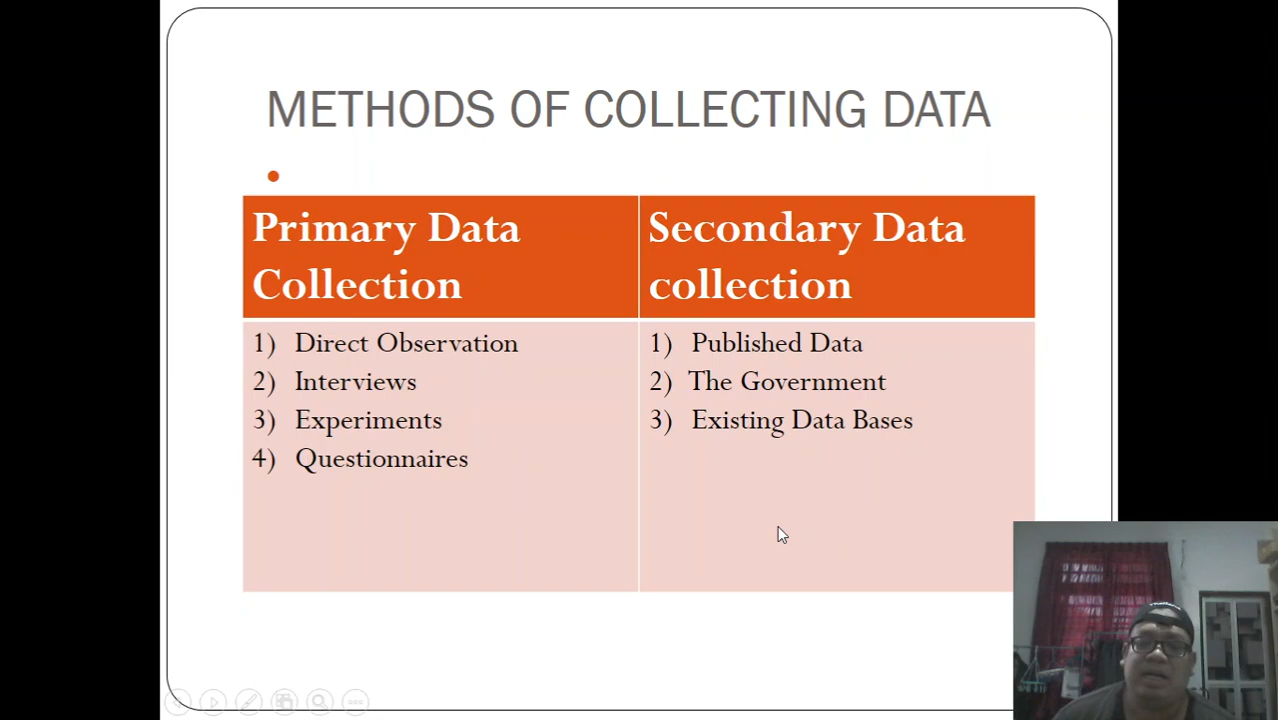 METHODS OF COLLECTING DATA
Primary Data
Collection
Secondary Data
collection
1) Direct Observation
2) Interviews
3) Experiments
4) Questionnaires
1) Published Data
2) The Government
3) Existing Data Bases